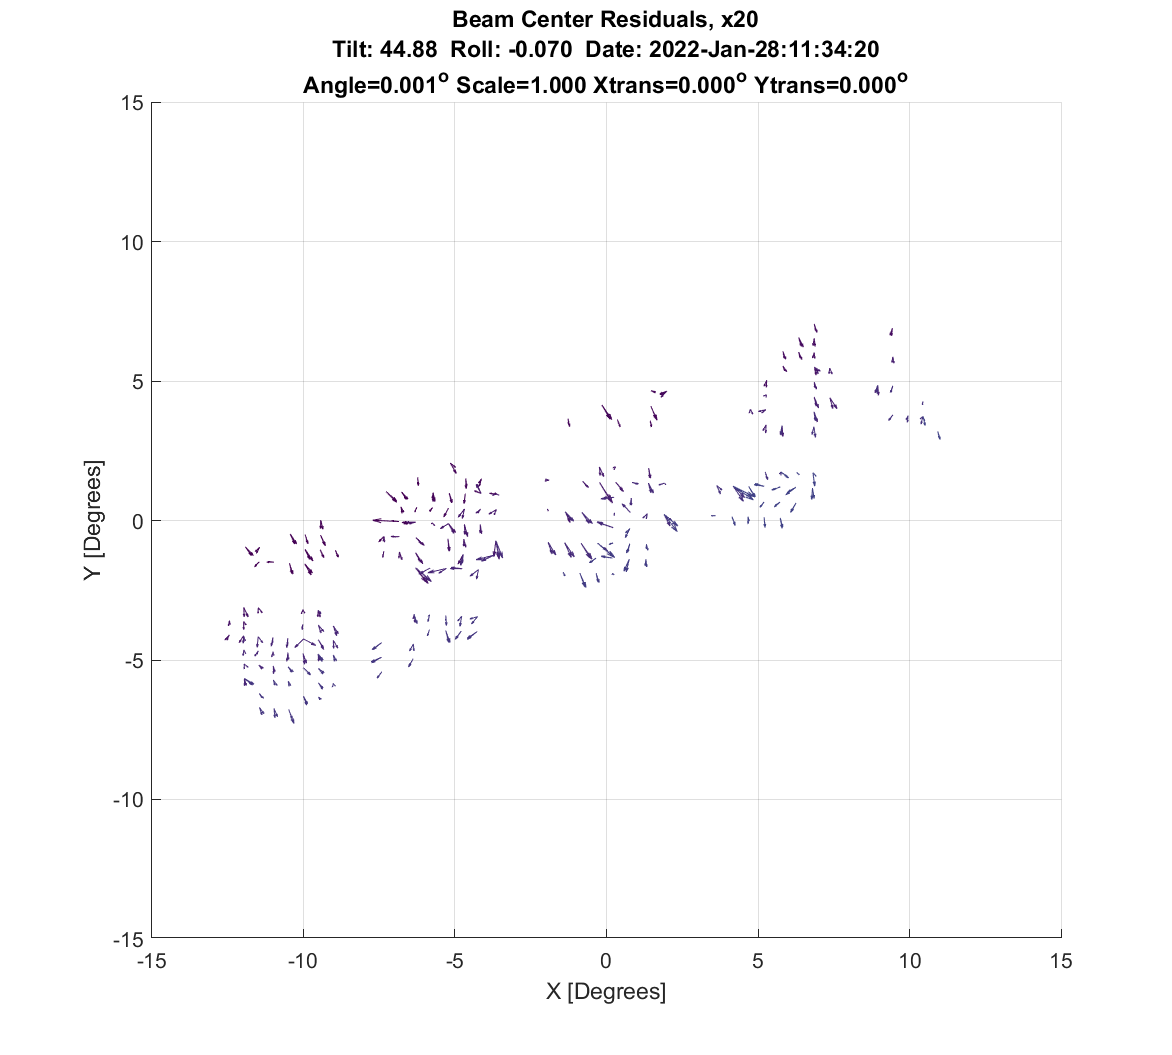 Beam Center Residuals, x20
Tilt: 44.88 Roll: -0.070 Date: 2022-Jan-28:11:34:20
Angle=0.001° Scale=1.000 Xtrans=0.000° Ytrans=0.000°
15
10
5
0
-5
-10
-15
Y [Degrees]
-15 -10 -5 0 5 10 15
X [Degrees]